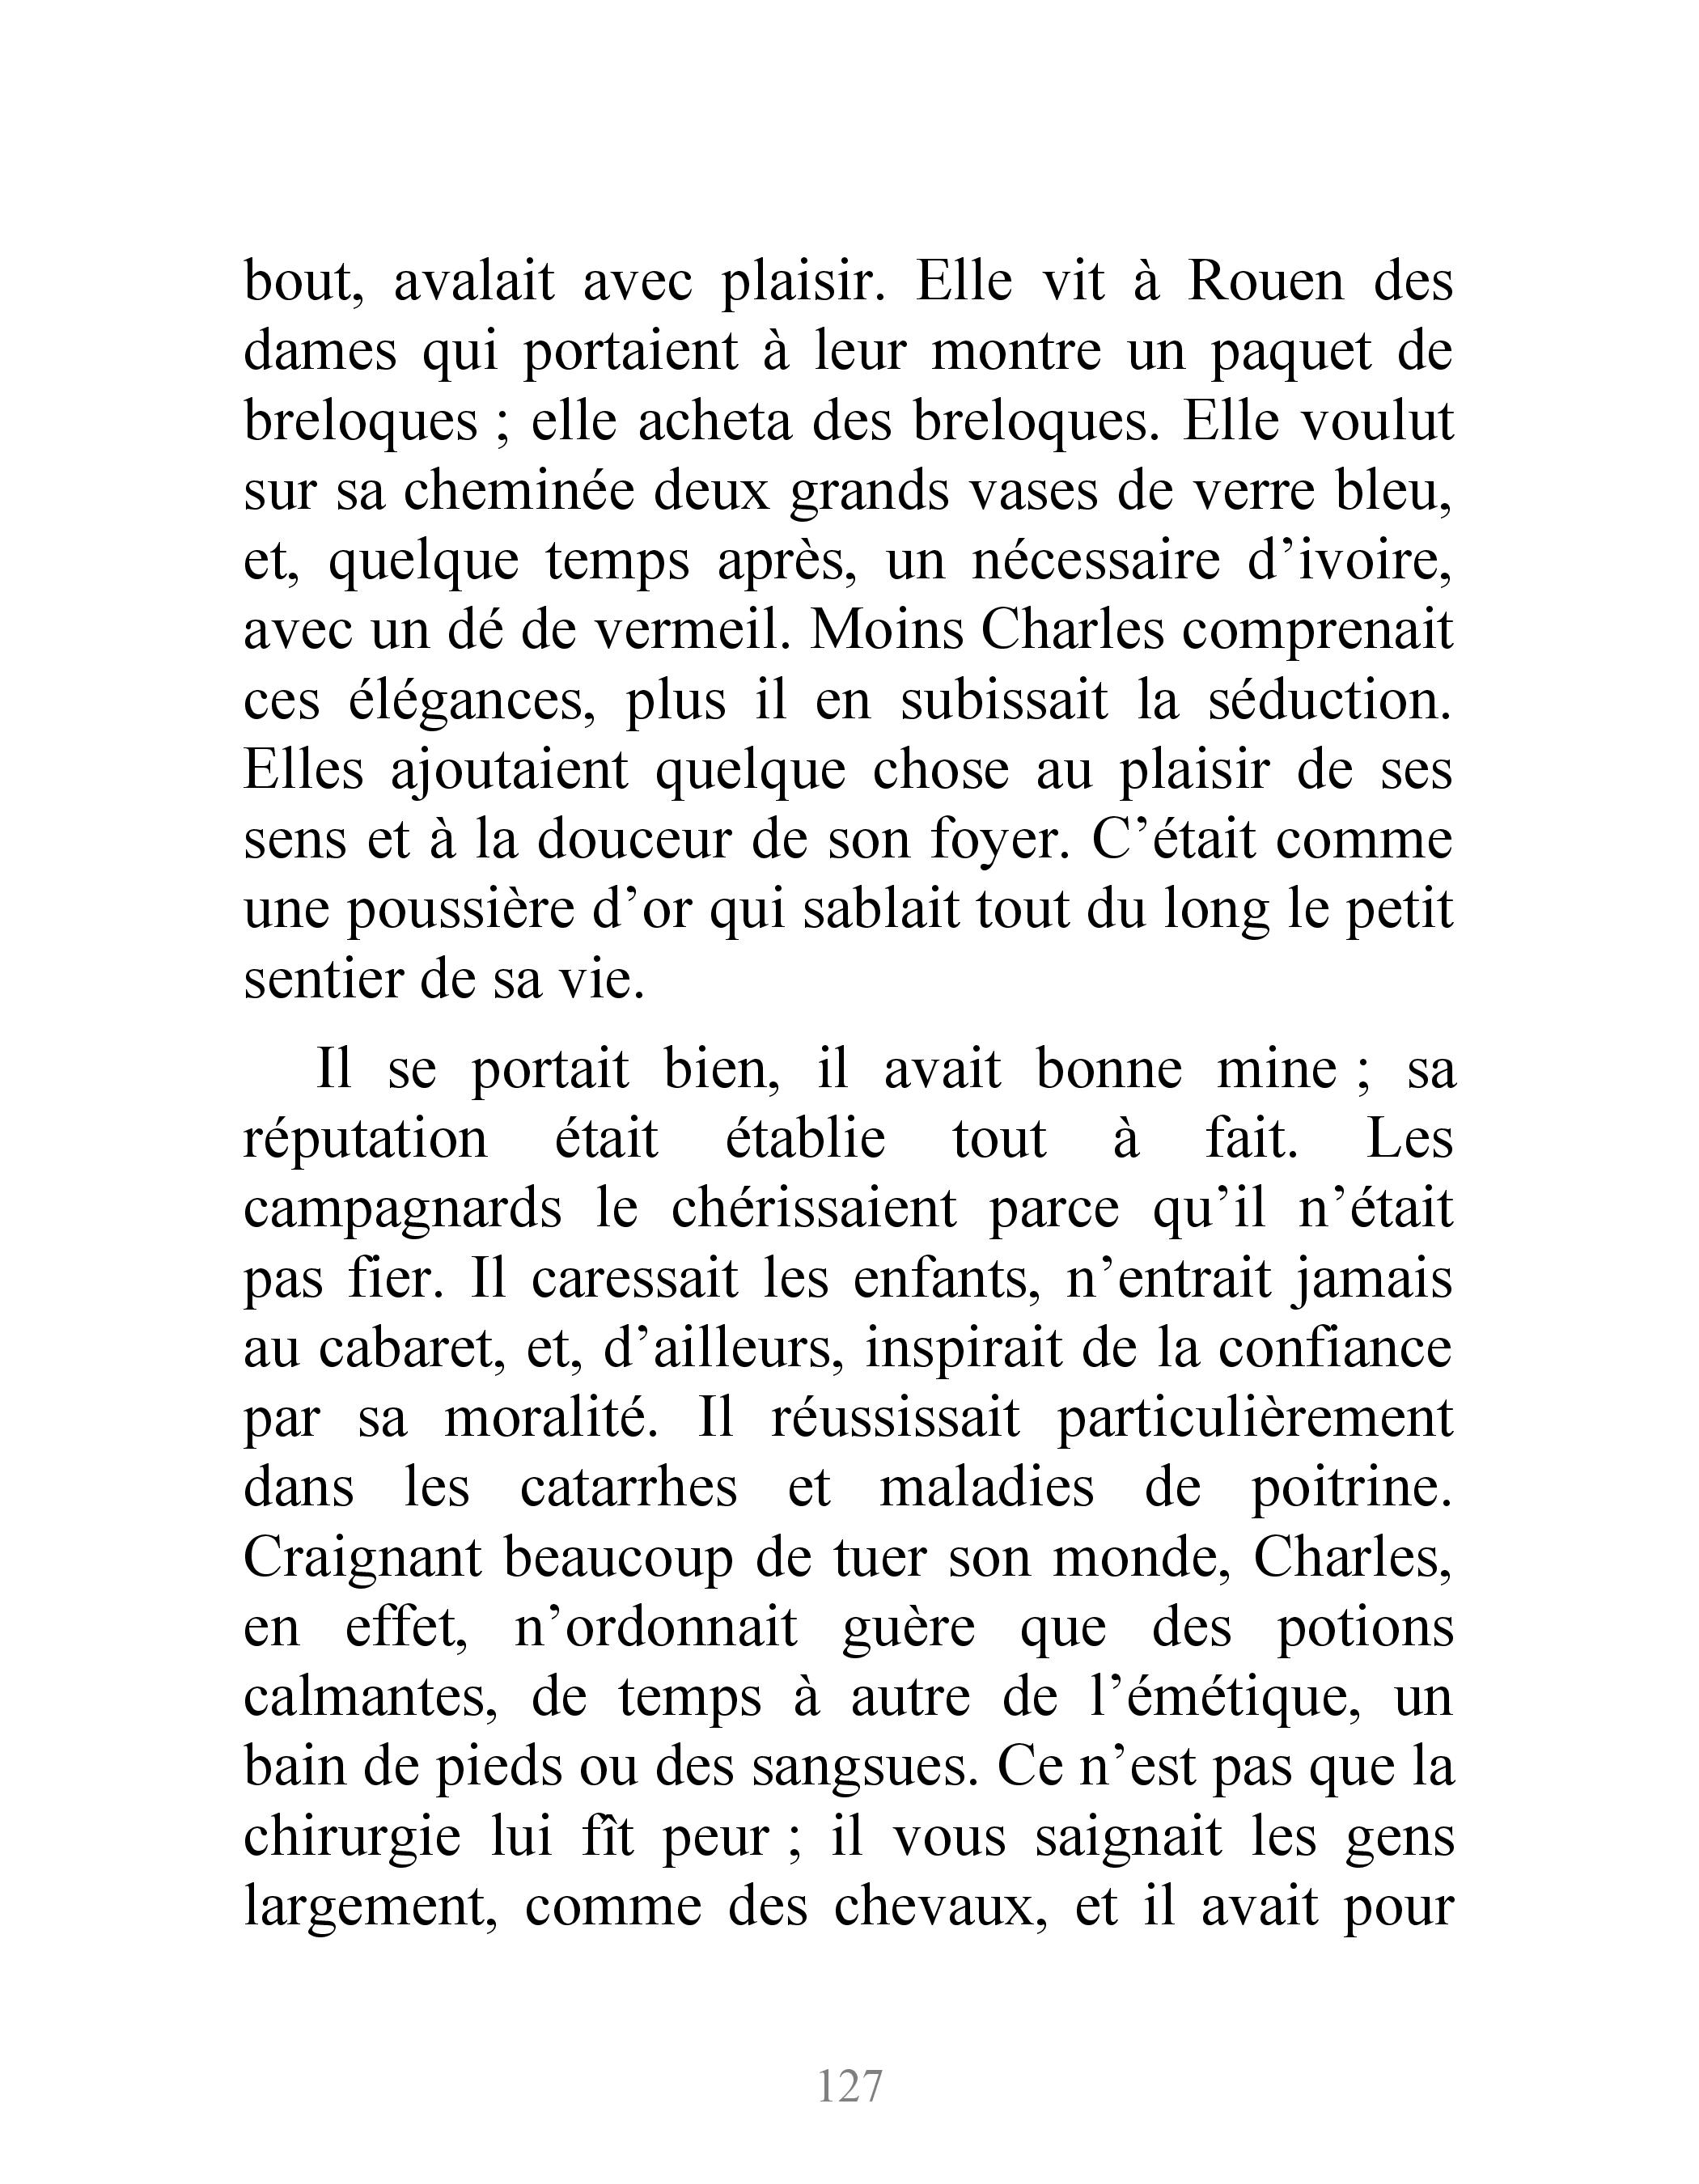 bout, avalait avec plaisir. Elle vit à Rouen des
dames qui portaient à leur montre un paquet de
breloques ; elle acheta des breloques. Elle voulut
sur sa cheminée deux grands vases de verre bleu,
et, quelque temps après, un nécessaire d’ivoire,
avec un dé de vermeil. Moins Charles comprenait
ces élégances, plus il en subissait la séduction.
Elles ajoutaient quelque chose au plaisir de ses
sens et à la douceur de son foyer. C’était comme
une poussière d’or qui sablait tout du long le petit
sentier de sa vie.
Il se portait bien, il avait bonne mine ; sa
réputation était établie tout à fait. Les
campagnards le chérissaient parce qu’il n’était
pas fier. Il caressait les enfants, n’entrait jamais
au cabaret, et, d’ailleurs, inspirait de la confiance
par sa moralité. Il réussissait particulièrement
dans les catarrhes et maladies de poitrine.
Craignant beaucoup de tuer son monde, Charles,
en effet, n’ordonnait guère que des potions
calmantes, de temps à autre de l’émétique, un
bain de pieds ou des sangsues. Ce n’est pas que la
chirurgie lui fît peur ; il vous saignait les gens
largement, comme des chevaux, et il avait pour
127